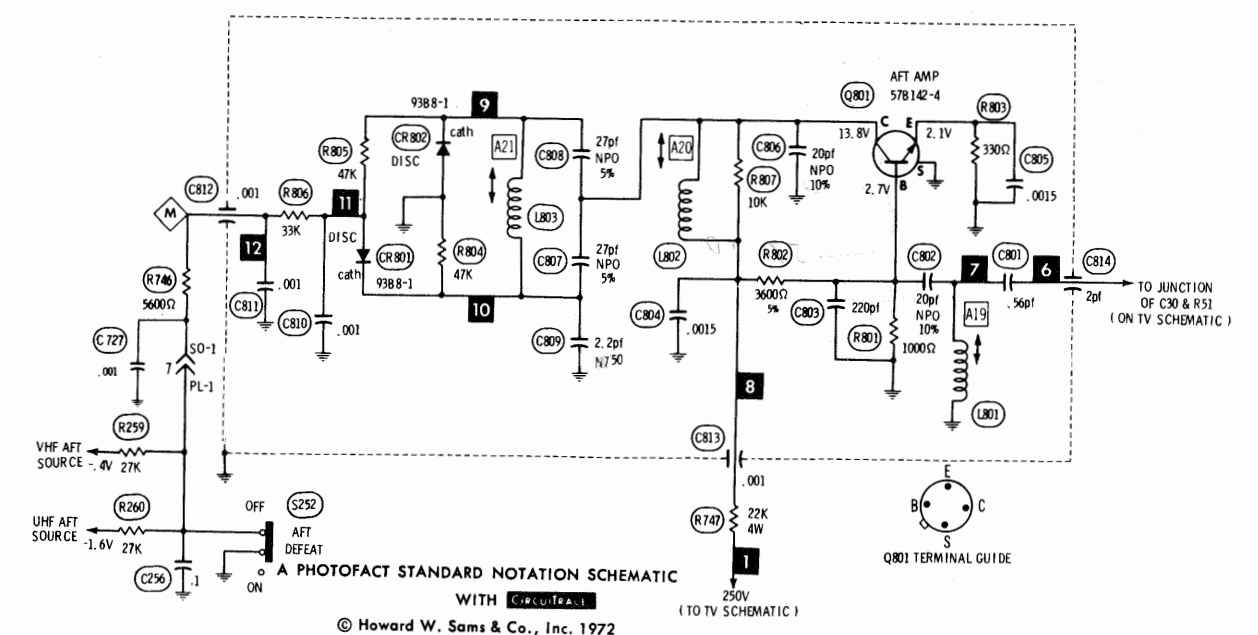 AFT AMP
57B142-4
Q801
C
E
R803
13.8V
2.1V
S
330Ω
C805
.0015
2.7V
B
93B8-1
9
CR802
cath
DISC
R805
47K
A21
C808
27pf
NPO
5%
A20
R807
10K
C806
20pf
NPO
10%
C812
.001
R806
33K
M
11
12
DISC
CR801
cath
93B8-1
R804
47K
L803
C807
27pf
NPO
5%
L802
10
R746
5600Ω
C811
.001
C810
.001
C809
2.2pf
N750
C804
.0015
R802
3600Ω
5%
C803
220pf
R801
1000Ω
C802
20pf
NPO
10%
7
C801
.56pf
6
C814
2pf
TO JUNCTION
OF C30 & R51
(ON TV SCHEMATIC)
A19
L801
C727
.001
SO-1
7
PL-1
8
R259
VHF AFT
SOURCE
-.4V
27K
C813
.001
R260
UHF AFT
SOURCE
-1.6V
27K
OFF
S252
AFT
DEFEAT
ON
C256
.1
R747
22K
4W
1
250V
(TO TV SCHEMATIC)
E
B
C
S
Q801 TERMINAL GUIDE
A PHOTOFACT STANDARD NOTATION SCHEMATIC
WITH CIRCUITRACE
© Howard W. Sams & Co., Inc. 1972